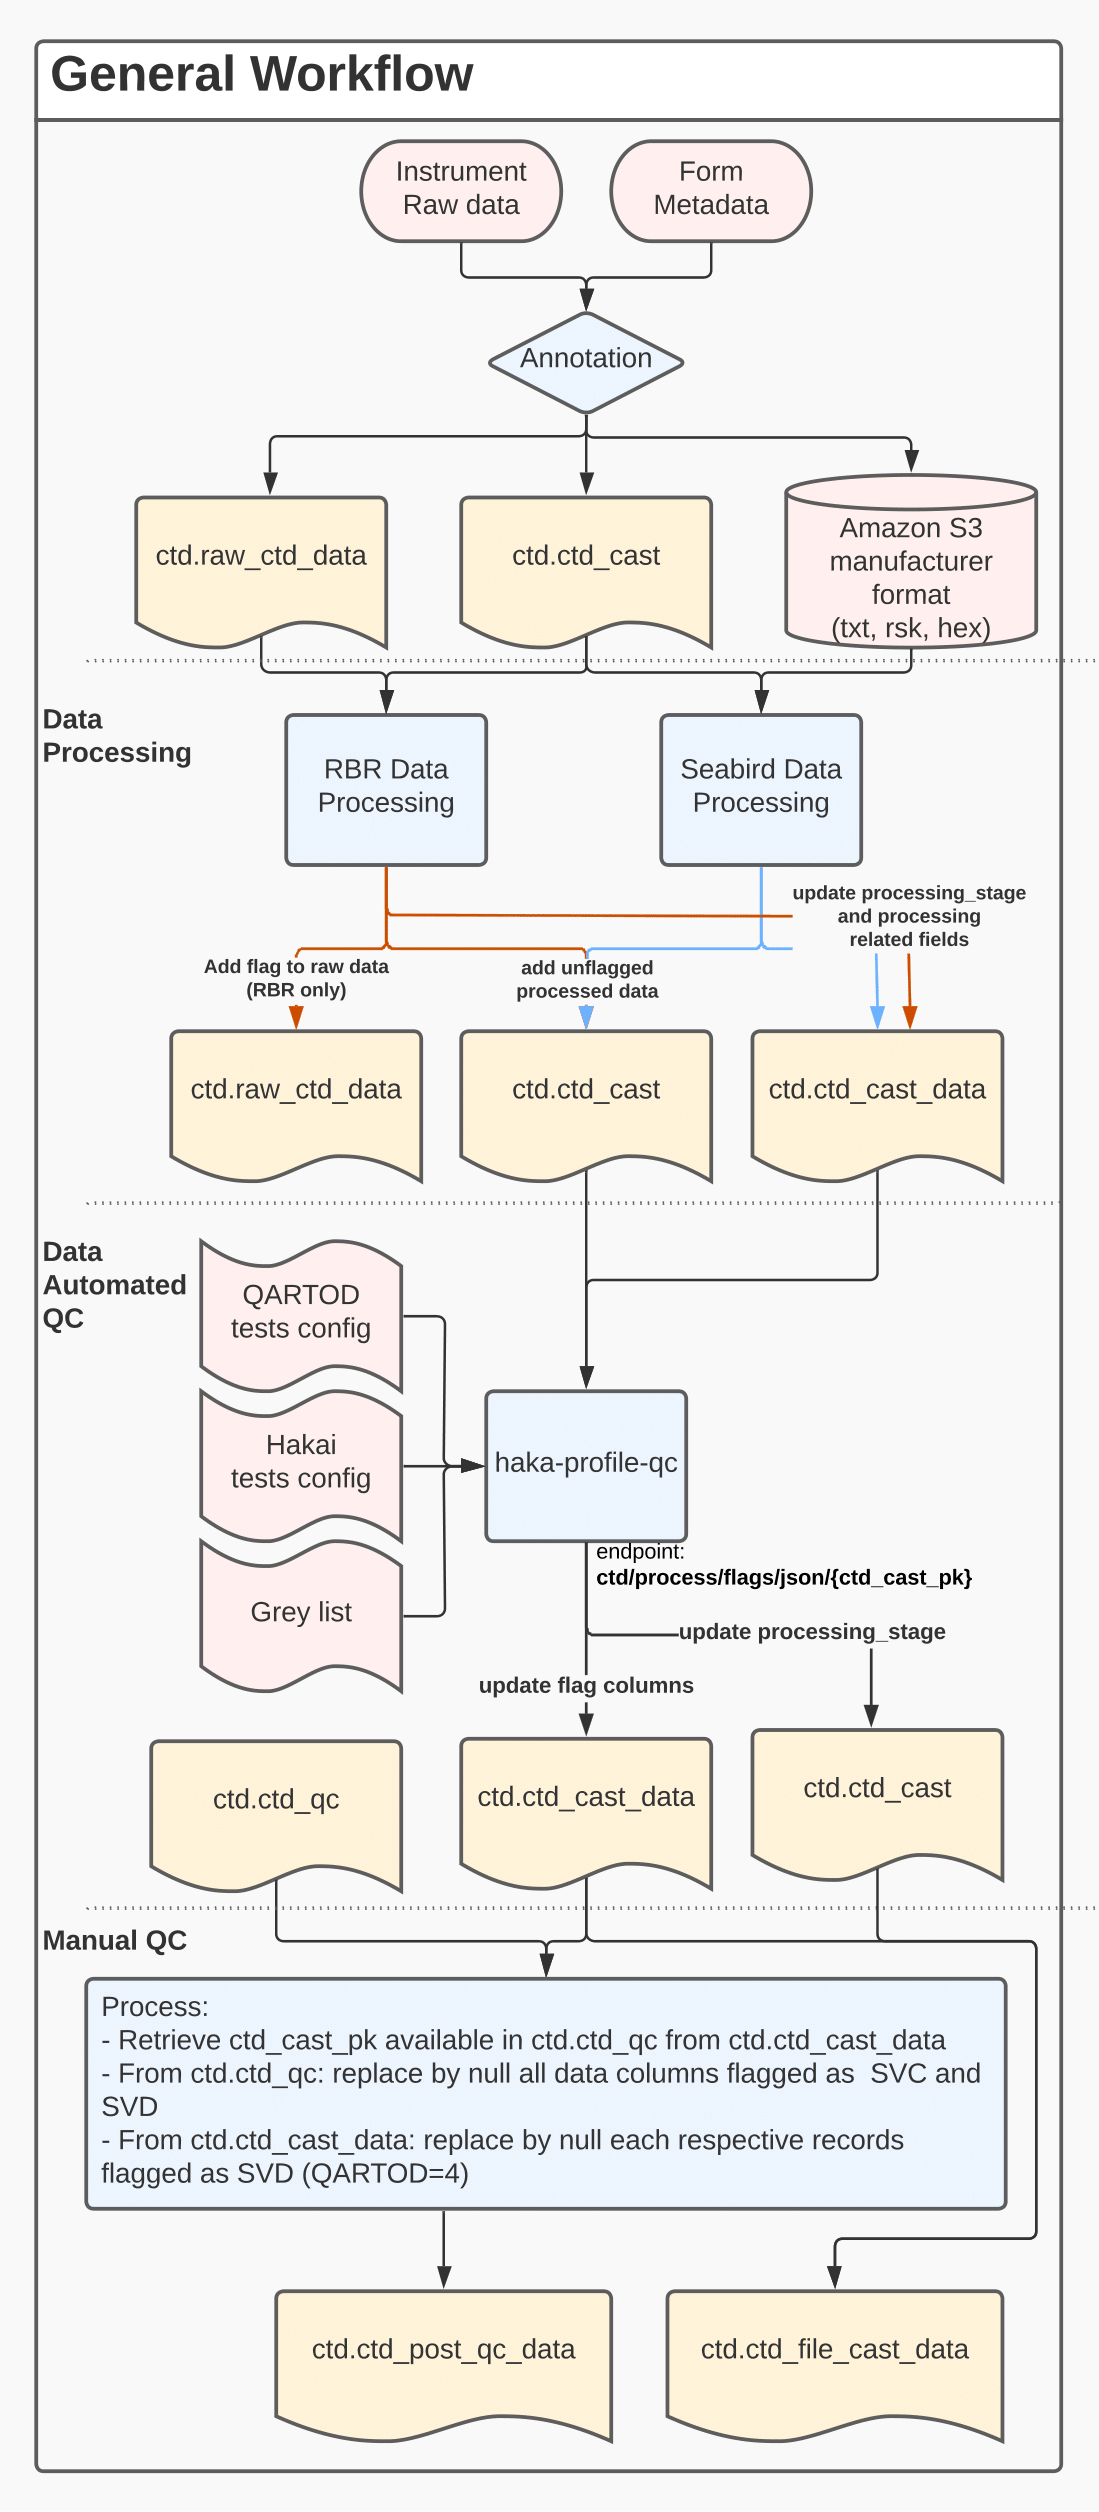 General Workflow
Instrument
Raw data
Form
Metadata
Annotation
ctd.raw_ctd_data
ctd.ctd_cast
Amazon S3
manufacturer
format
(txt, rsk, hex)
Data
Processing
RBR Data
Processing
Seabird Data
Processing
update processing_stage
and processing
related fields
Add flag to raw data
(RBR only)
add unflagged
processed data
ctd.raw_ctd_data
ctd.ctd_cast
ctd.ctd_cast_data
Data
Automated
QC
QARTOD
tests config
Hakai
tests config
Grey list
haka-profile-qc
endpoint:
ctd/process/flags/json/{ctd_cast_pk}
update processing_stage
update flag columns
ctd.ctd_qc
ctd.ctd_cast_data
ctd.ctd_cast
Manual QC
Process:
- Retrieve ctd_cast_pk available in ctd.ctd_qc from ctd.ctd_cast_data
- From ctd.ctd_qc: replace by null all data columns flagged as  SVC and
SVD
- From ctd.ctd_cast_data: replace by null each respective records
flagged as SVD (QARTOD=4)
ctd.ctd_post_qc_data
ctd.ctd_file_cast_data